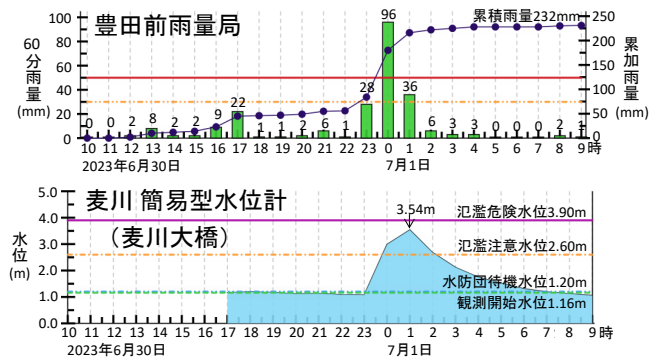 豊田前雨量局
累積雨量232mm
60分雨量(mm)
累加雨量(mm)
100
80
60
40
20
0
250
200
150
100
50
0
0 0 2 8 2 2 9 22 1 1 2 6 1 28 96 36 6 3 3 0 0 0 2 1
10 11 12 13 14 15 16 17 18 19 20 21 22 23 0 1 2 3 4 5 6 7 8 9 時
2023年6月30日 7月1日
麦川 簡易型水位計
(麦川大橋)
水位(m)
5.0
4.0
3.0
2.0
1.0
0.0
3.54m
氾濫危険水位3.90m
氾濫注意水位2.60m
水防団待機水位1.20m
観測開始水位1.16m
10 11 12 13 14 15 16 17 18 19 20 21 22 23 0 1 2 3 4 5 6 7 8 9 時
2023年6月30日 7月1日